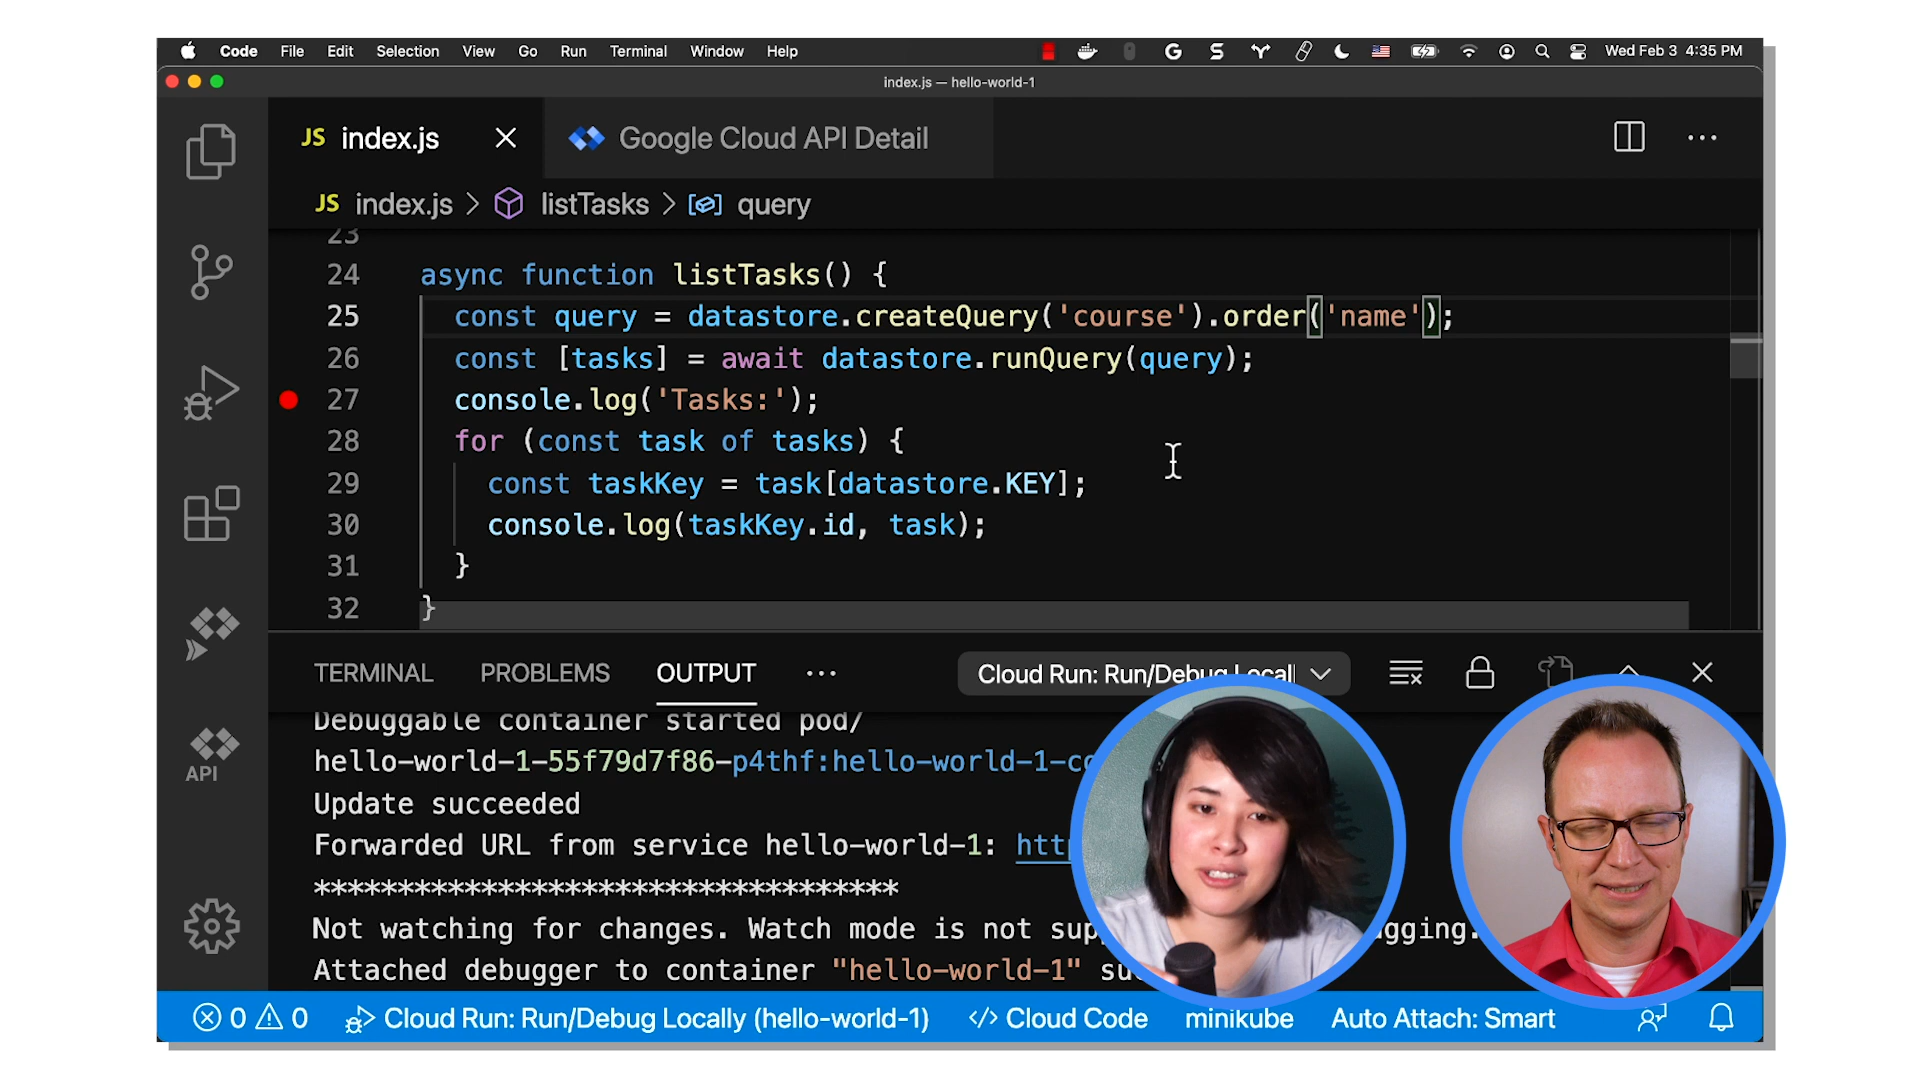 Code File Edit Selection View Go Run Terminal Window Help Wed Feb 3 4:35 PM
index.js — hello-world-1
JS index.js Google Cloud API Detail
JS index.js > listTasks > query
23
24 async function listTasks() {
25 const query = datastore.createQuery('course').order('name');
26 const [tasks] = await datastore.runQuery(query);
27 console.log('Tasks:');
28 for (const task of tasks) {
29 const taskKey = task[datastore.KEY];
30 console.log(taskKey.id, task);
31 }
32 }
TERMINAL PROBLEMS OUTPUT ··· Cloud Run: Run/Debug Locall
Debuggable container started pod/
hello-world-1-55f79d7f86-p4thf:hello-world-1-co
Update succeeded
Forwarded URL from service hello-world-1: http
***********************************
Not watching for changes. Watch mode is not supp gging.
Attached debugger to container "hello-world-1" su
API
0 0 Cloud Run: Run/Debug Locally (hello-world-1) </> Cloud Code minikube Auto Attach: Smart